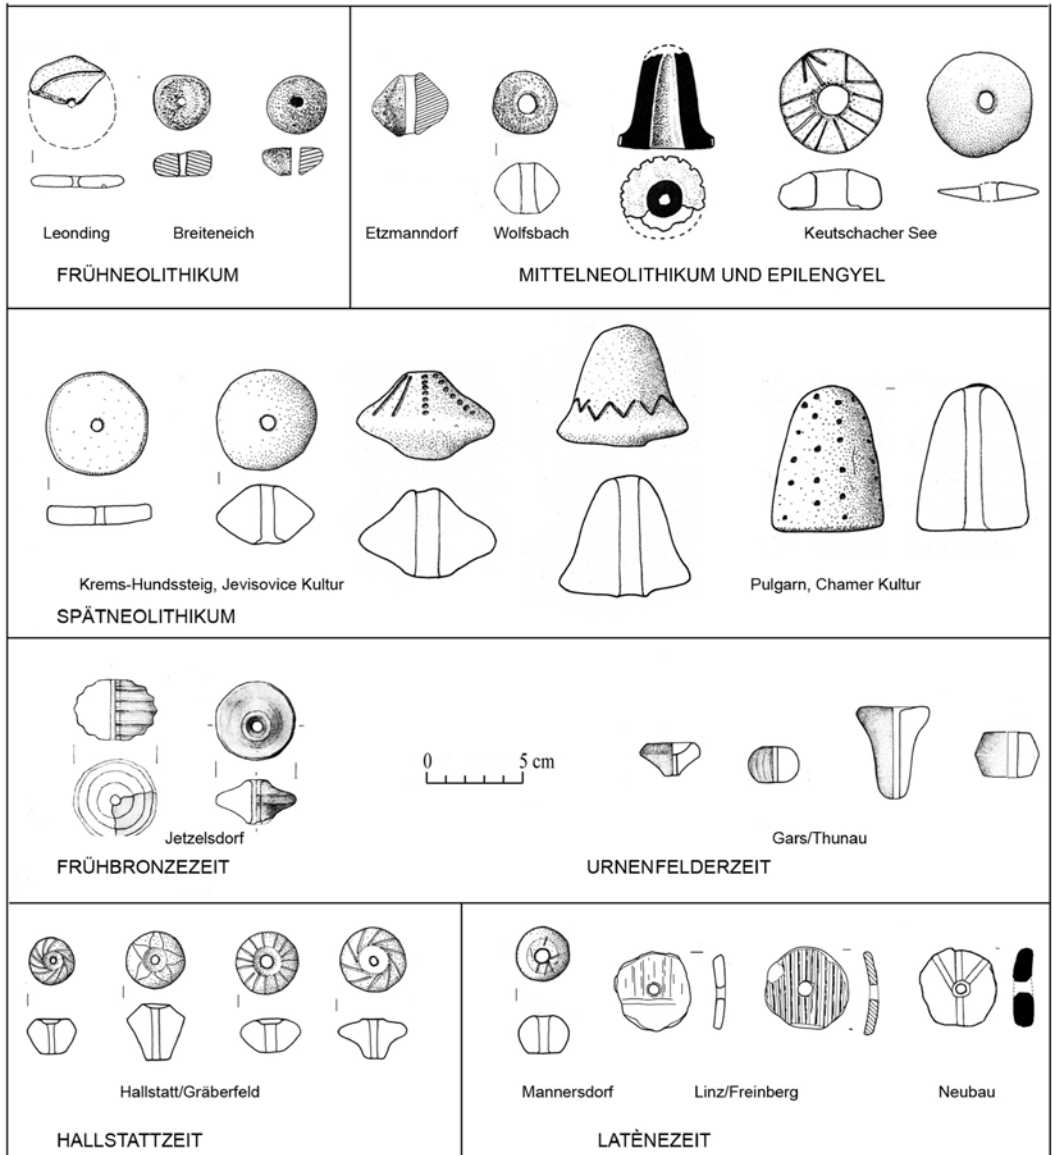 Leonding
Breiteneich
FRÜHNEOLITHIKUM
Etzmanndorf
Wolfsbach
Keutschacher See
MITTELNEOLITHIKUM UND EPILENGYEL
Krems-Hundssteig, Jevisovice Kultur
Pulgarn, Chamer Kultur
SPÄTNEOLITHIKUM
0 5 cm
Jetzelsdorf
FRÜHBRONZEZEIT
Gars/Thunau
URNENFELDERZEIT
Hallstatt/Gräberfeld
HALLSTATTZEIT
Mannersdorf
Linz/Freinberg
Neubau
LATÈNEZEIT